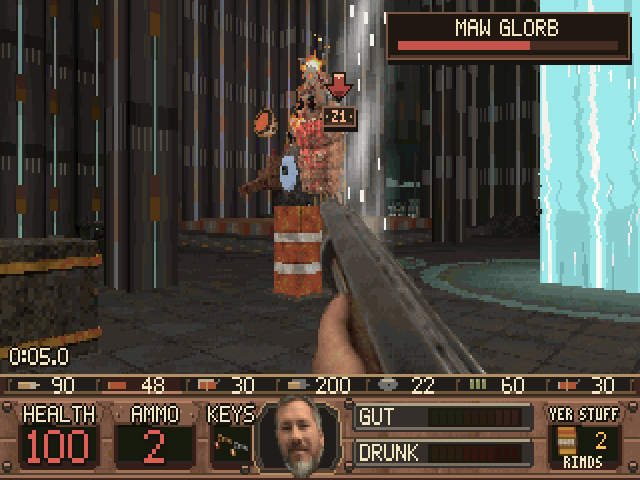 MAW GLORB
21
0:05.0
90 48 30 200 22 60 30
HEALTH AMMO KEYS GUT YER STUFF
100 2 2
DRUNK RINDS